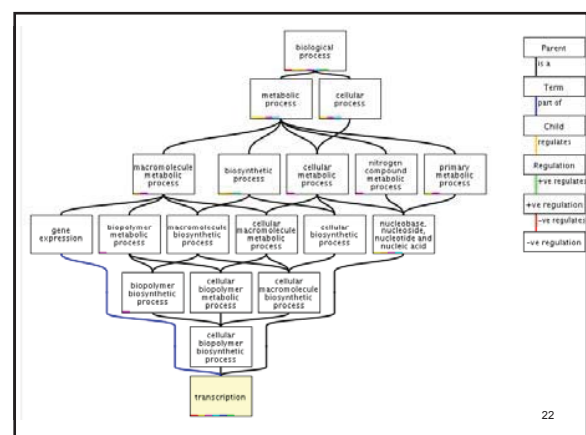 biological
process
metabolic
process
cellular
process
macromolecule
metabolic
process
biosynthetic
process
cellular
metabolic
process
nitrogen
compound
metabolic
process
primary
metabolic
process
gene
expression
biopolymer
metabolic
process
macromolecule
biosynthetic
process
cellular
macromolecule
metabolic
process
cellular
biosynthetic
process
nucleobase,
nucleoside,
nucleotide and
nucleic acid
biopolymer
biosynthetic
process
cellular
biopolymer
metabolic
process
cellular
macromolecule
biosynthetic
process
cellular
biopolymer
biosynthetic
process
transcription
Parent
is a
Term
part of
Child
regulates
Regulation
+ve regulates
+ve regulation
-ve regulates
-ve regulation
22